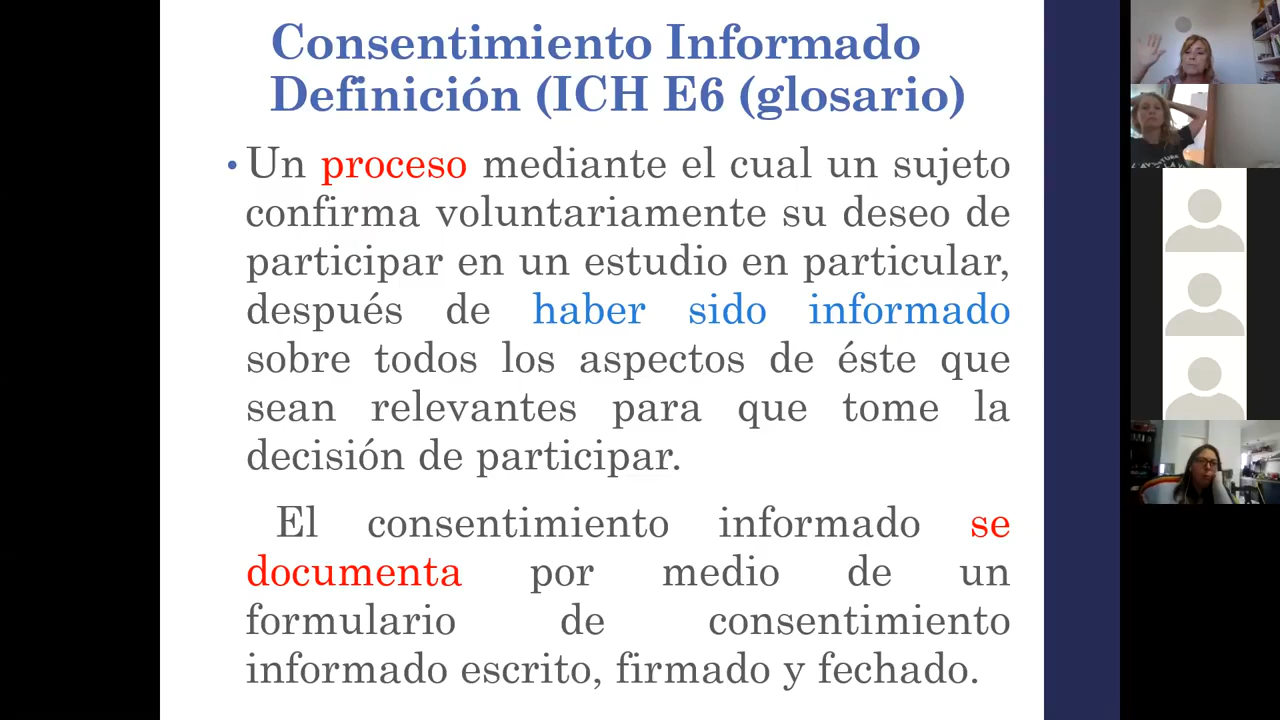 Consentimiento Informado
Definición (ICH E6 (glosario)
• Un proceso mediante el cual un sujeto
confirma voluntariamente su deseo de
participar en un estudio en particular,
después de haber sido informado
sobre todos los aspectos de éste que
sean relevantes para que tome la
decisión de participar.
El consentimiento informado se
documenta por medio de un
formulario de consentimiento
informado escrito, firmado y fechado.